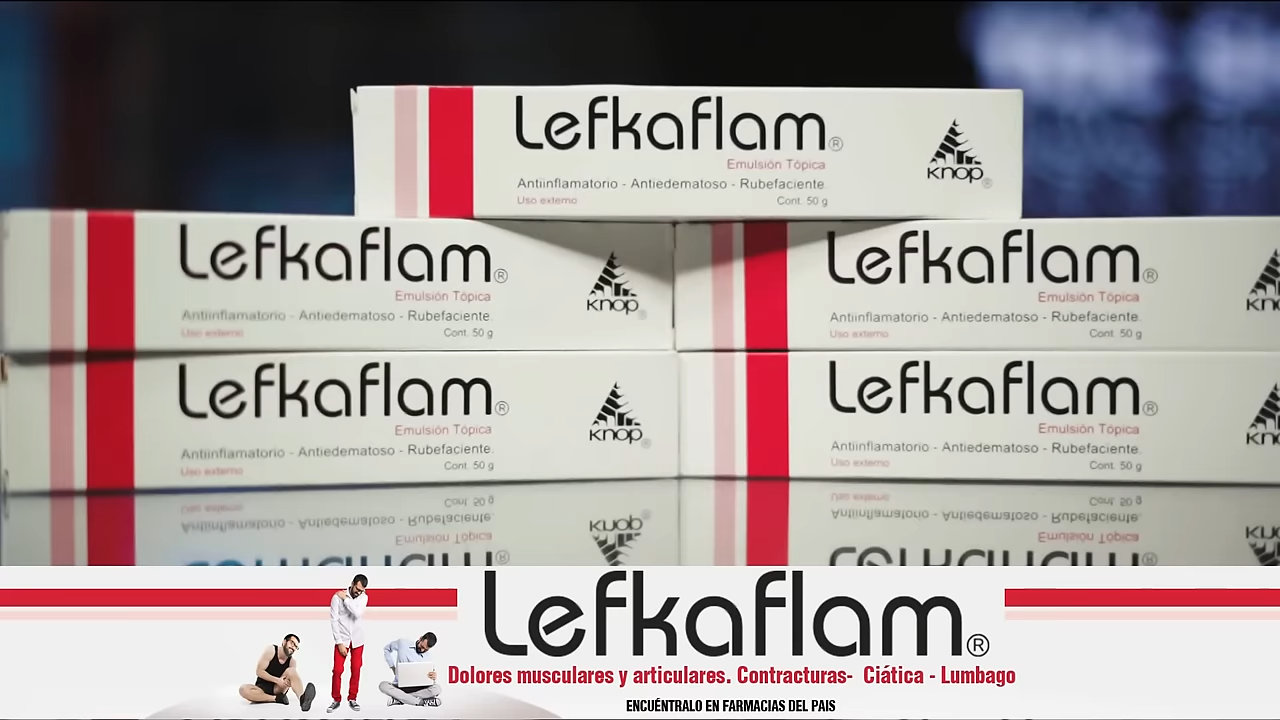 Lefkaflam®
Emulsión Tópica
Antiinflamatorio - Antiedematoso - Rubefaciente.
Uso externo
Cont. 50 g
knop®
Lefkaflam®
Emulsión Tópica
Antiinflamatorio - Antiedematoso - Rubefaciente.
Uso externo
Cont. 50 g
knop®
Lefkaflam®
Emulsión Tópica
Antiinflamatorio - Antiedematoso - Rubefaciente.
Uso externo
Cont. 50 g
Lefkaflam®
Emulsión Tópica
Antiinflamatorio - Antiedematoso - Rubefaciente.
Uso externo
Cont. 50 g
knop®
Lefkaflam®
Emulsión Tópica
Antiinflamatorio - Antiedematoso - Rubefaciente.
Uso externo
Cont. 50 g
Lefkaflam®
Dolores musculares y articulares. Contracturas- Ciática - Lumbago
ENCUÉNTRALO EN FARMACIAS DEL PAIS